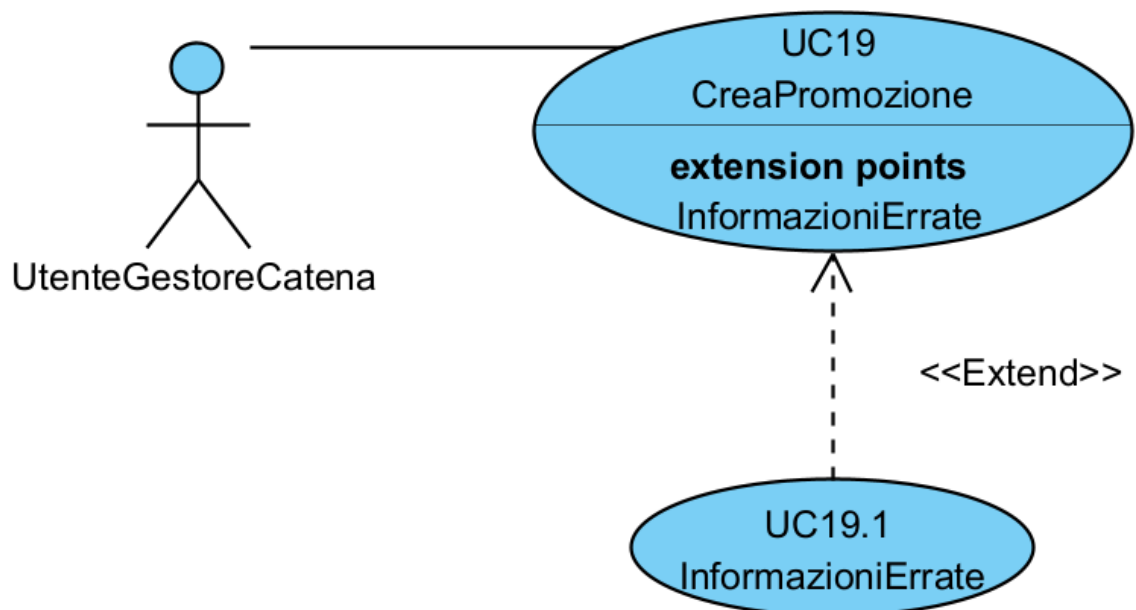 UC19
CreaPromozione
extension points
InformazioniErrate
UtenteGestoreCatena
<<Extend>>
UC19.1
InformazioniErrate